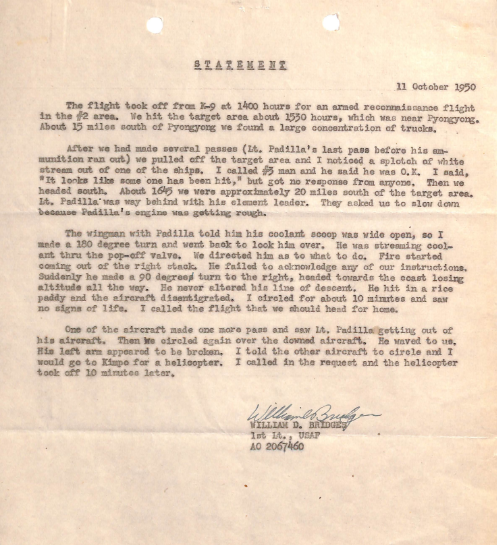 STATEMENT
11 October 1950
The flight took off from K-9 at 1400 hours for an armed reconnaissance flight
in the #2 area. We hit the target area about 1530 hours, which was near Pyongyong.
About 15 miles south of Pyongyong we found a large concentration of trucks.
After we had made several passes (Lt. Padilla's last pass before his am-
munition ran out) we pulled off the target area and I noticed a splotch of white
stream out of one of the ships. I called #3 man and he said he was O.K. I said,
"It looks like some one has been hit," but got no response from anyone. Then we
headed south. About 1645 we were approximately 20 miles south of the target area.
Lt. Padilla was way behind with his element leader. They asked us to slow down
because Padilla's engine was getting rough.
The wingman with Padilla told him his coolant scoop was wide open, so I
made a 180 degree turn and went back to look him over. He was streaming cool-
ant thru the pop-off valve. We directed him as to what to do. Fire started
coming out of the right stack. He failed to acknowledge any of our instructions.
Suddenly he made a 90 degree turn to the right, headed towards the coast losing
altitude all the way. He never altered his line of descent. He hit in a rice
paddy and the aircraft disentigrated. I circled for about 10 minutes and saw
no signs of life. I called the flight that we should head for home.
One of the aircraft made one more pass and saw Lt. Padilla getting out of
his aircraft. Then We circled again over the downed aircraft. He waved to us.
His left arm appeared to be broken. I told the other aircraft to circle and I
would go to Kimpo for a helicopter. I called in the request and the helicopter
took off 10 minutes later.
William D. Bridges
WILLIAM D. BRIDGES
1st Lt., USAF
AO 2067460